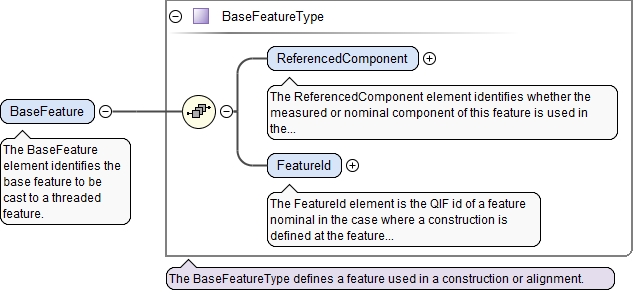 BaseFeatureType
ReferencedComponent
The ReferencedComponent element identifies whether the
measured or nominal component of this feature is used in
the...
BaseFeature
The BaseFeature
element identifies the
base feature to be
cast to a threaded
feature.
FeatureId
The FeatureId element is the QIF id of a feature
nominal in the case where a construction is
defined at the feature...
The BaseFeatureType defines a feature used in a construction or alignment.